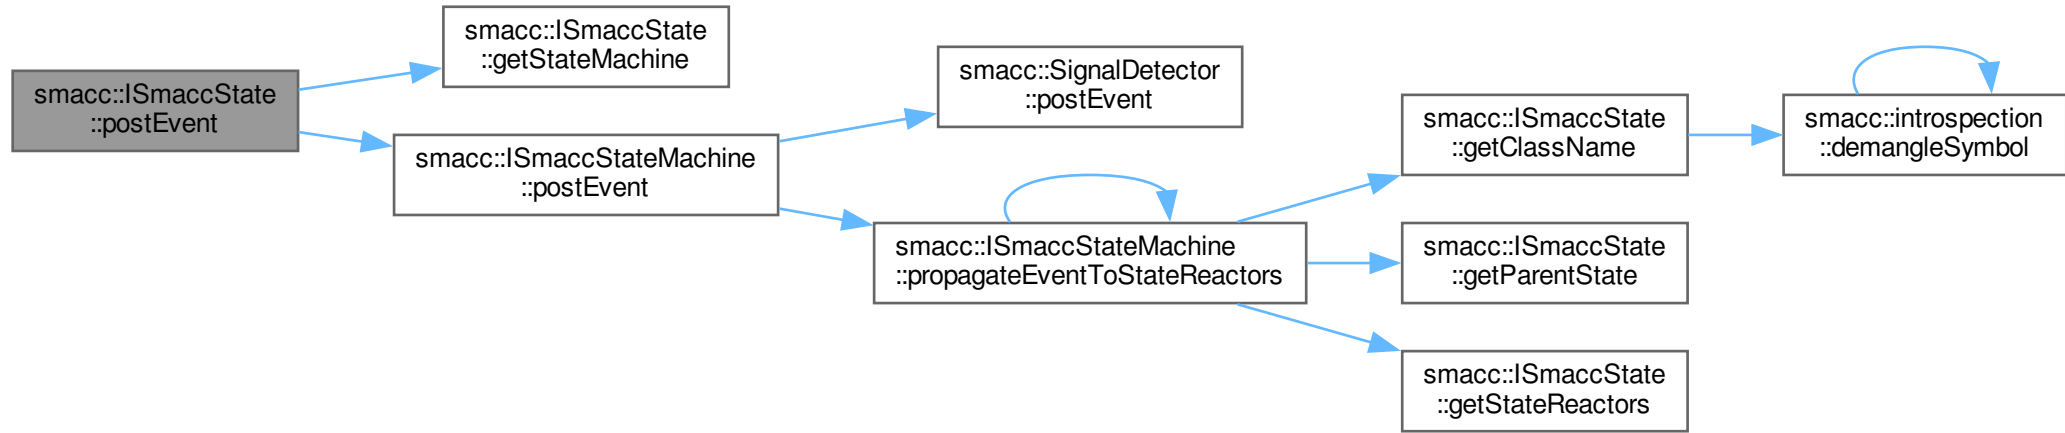 smacc::ISmaccState
::postEvent
smacc::ISmaccState
::getStateMachine
smacc::ISmaccStateMachine
::postEvent
smacc::SignalDetector
::postEvent
smacc::ISmaccStateMachine
::propagateEventToStateReactors
smacc::ISmaccState
::getClassName
smacc::introspection
::demangleSymbol
smacc::ISmaccState
::getParentState
smacc::ISmaccState
::getStateReactors